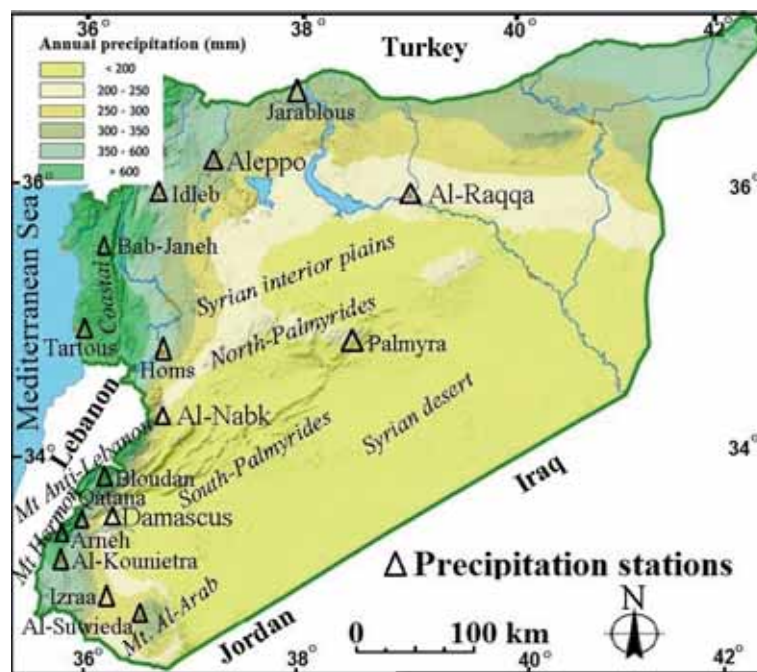 36°
38°
40°
42°
Annual precipitation (mm)
< 200
200 - 250
250 - 300
300 - 350
350 - 600
> 600
Turkey
Jarablous
Aleppo
36°
36°
Idleb
Al-Raqqa
Mediterranean Sea
Bab-Janeh
Coastal
Syrian interior plains
North-Palmyrides
Tartous
Homs
Palmyra
Lebanon
Al-Nabk
Syrian desert
34°
34°
Mt Anti-Lebanon
South-Palmyrides
Bloudan
Iraq
Qatana
Damascus
Mt Hermon
Arneh
Al-Kounietra
Precipitation stations
Izraa
Mt. Al-Arab
Al-Suwieda
Jordan
N
0 100 km
36°
38°
40°
42°